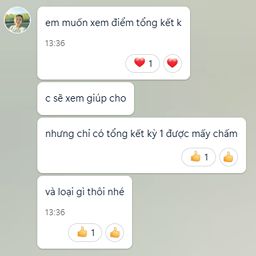 em muốn xem điểm tổng kết k
13:36
1
c sẽ xem giúp cho
nhưng chỉ có tổng kết kỳ 1 được mấy chấm
1
và loại gì thôi nhé
13:36
1